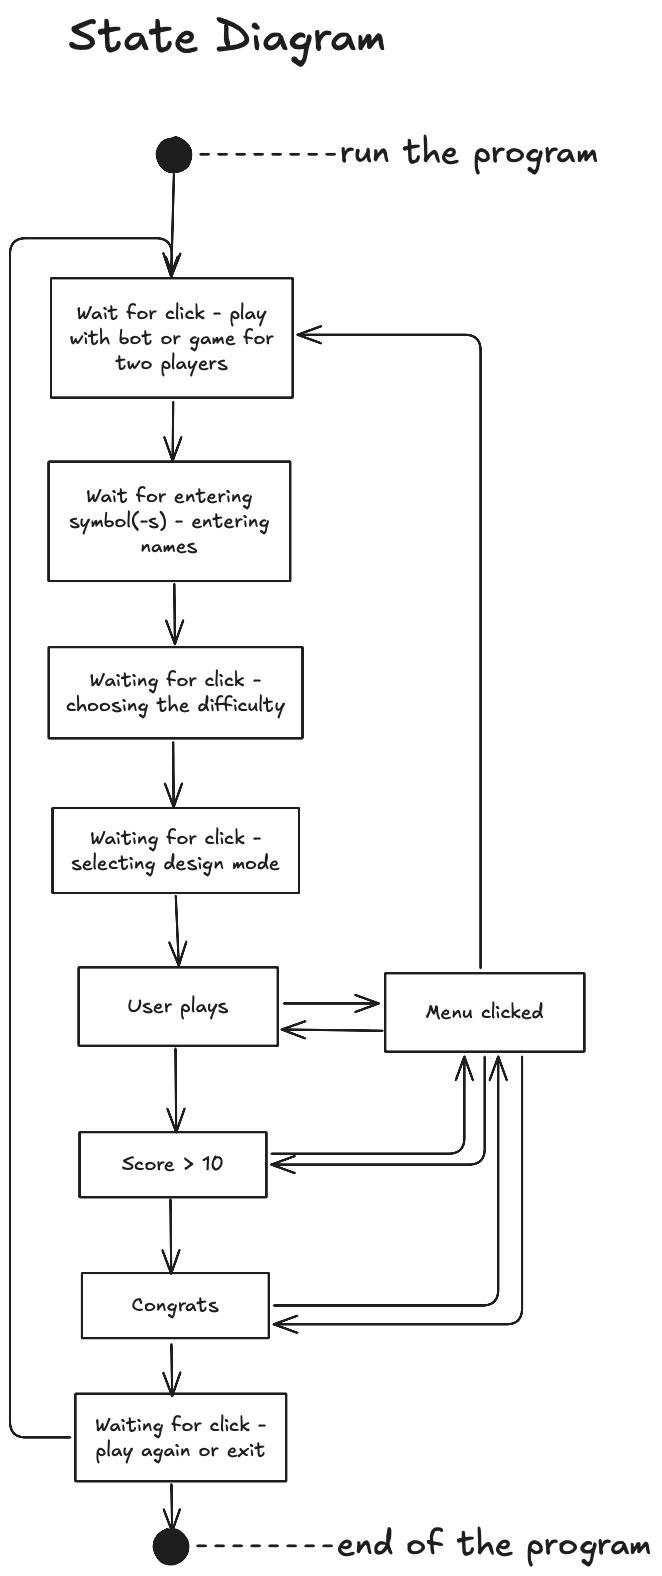 State Diagram
run the program
Wait for click - play
with bot or game for
two players
Wait for entering
symbol(-s) - entering
names
Waiting for click -
choosing the difficulty
Waiting for click -
selecting design mode
User plays
Menu clicked
Score > 10
Congrats
Waiting for click -
play again or exit
end of the program